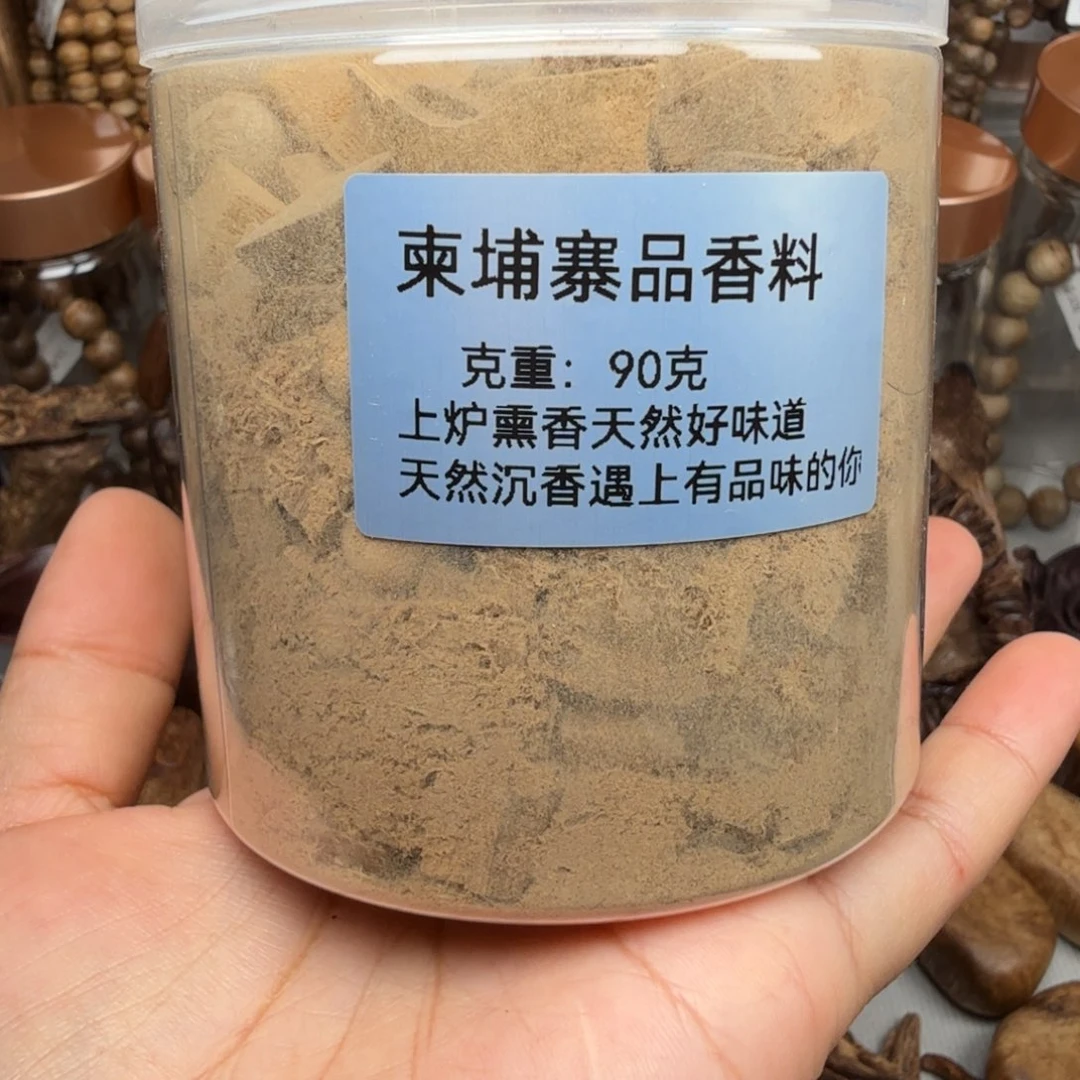 柬埔寨品香料
克重：90克
上炉熏香天然好味道
天然沉香遇上有品味的你